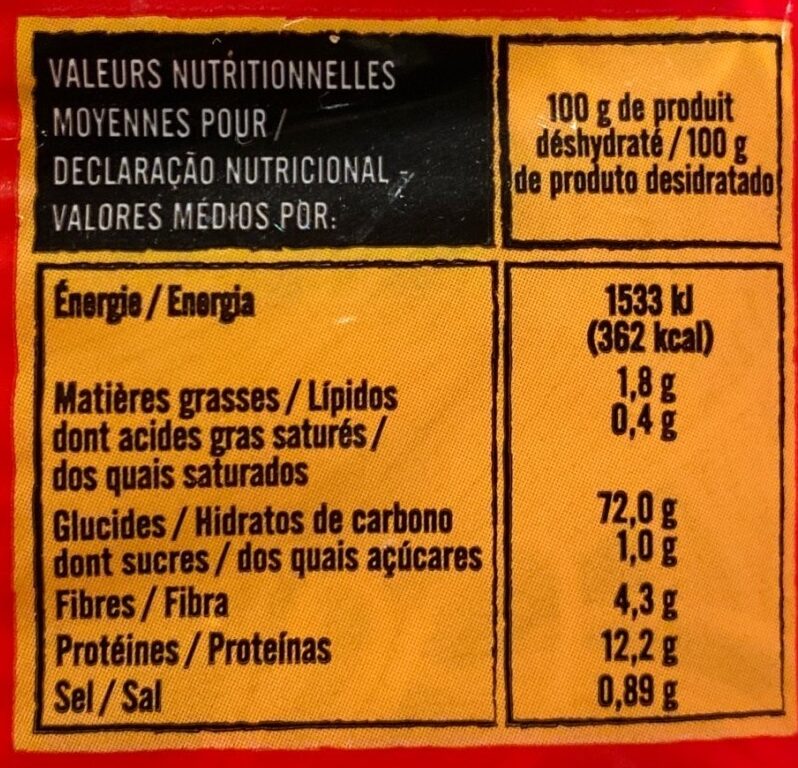 VALEURS NUTRITIONNELLES
MOYENNES POUR /
DECLARAÇÃO NUTRICIONAL -
VALORES MÉDIOS POR:
100 g de produit
déshydraté / 100 g
de produto desidratado
Énergie / Energia
1533 kJ
(362 kcal)
Matières grasses / Lípidos
1,8 g
dont acides gras saturés /
0,4 g
dos quais saturados
Glucides / Hidratos de carbono
72,0 g
dont sucres / dos quais açúcares
1,0 g
Fibres / Fibra
4,3 g
Protéines / Proteínas
12,2 g
Sel / Sal
0,89 g